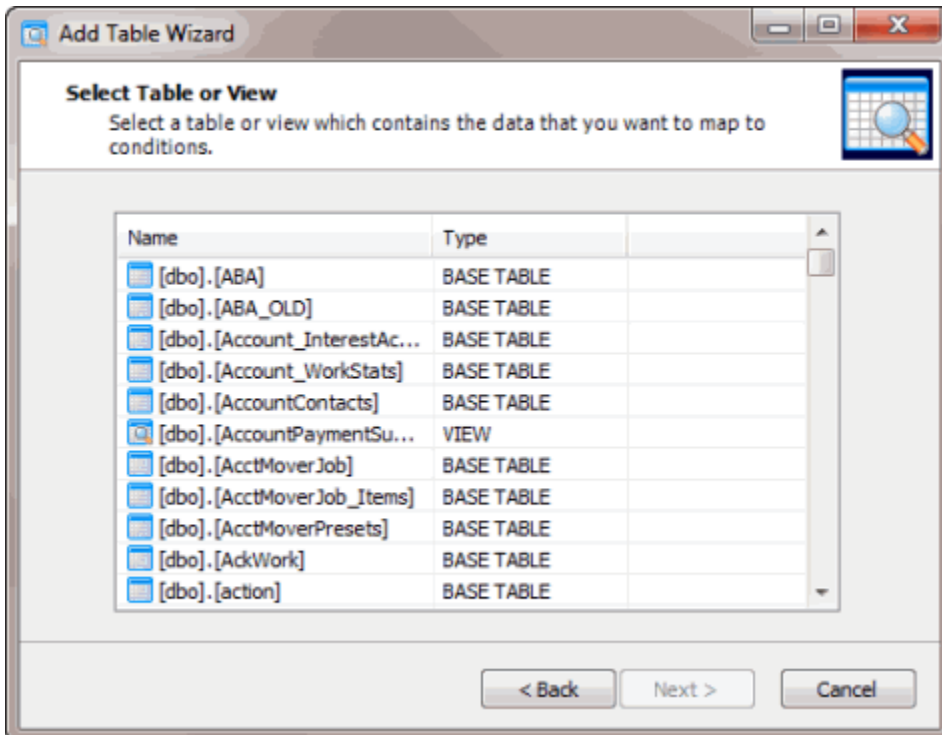 Add Table Wizard
Select Table or View
Select a table or view which contains the data that you want to map to
conditions.
Name Type
[dbo].[ABA] BASE TABLE
[dbo].[ABA_OLD] BASE TABLE
[dbo].[Account_InterestAc... BASE TABLE
[dbo].[Account_WorkStats] BASE TABLE
[dbo].[AccountContacts] BASE TABLE
[dbo].[AccountPaymentSu... VIEW
[dbo].[AcctMoverJob] BASE TABLE
[dbo].[AcctMoverJob_Items] BASE TABLE
[dbo].[AcctMoverPresets] BASE TABLE
[dbo].[AckWork] BASE TABLE
[dbo].[action] BASE TABLE
< Back Next > Cancel